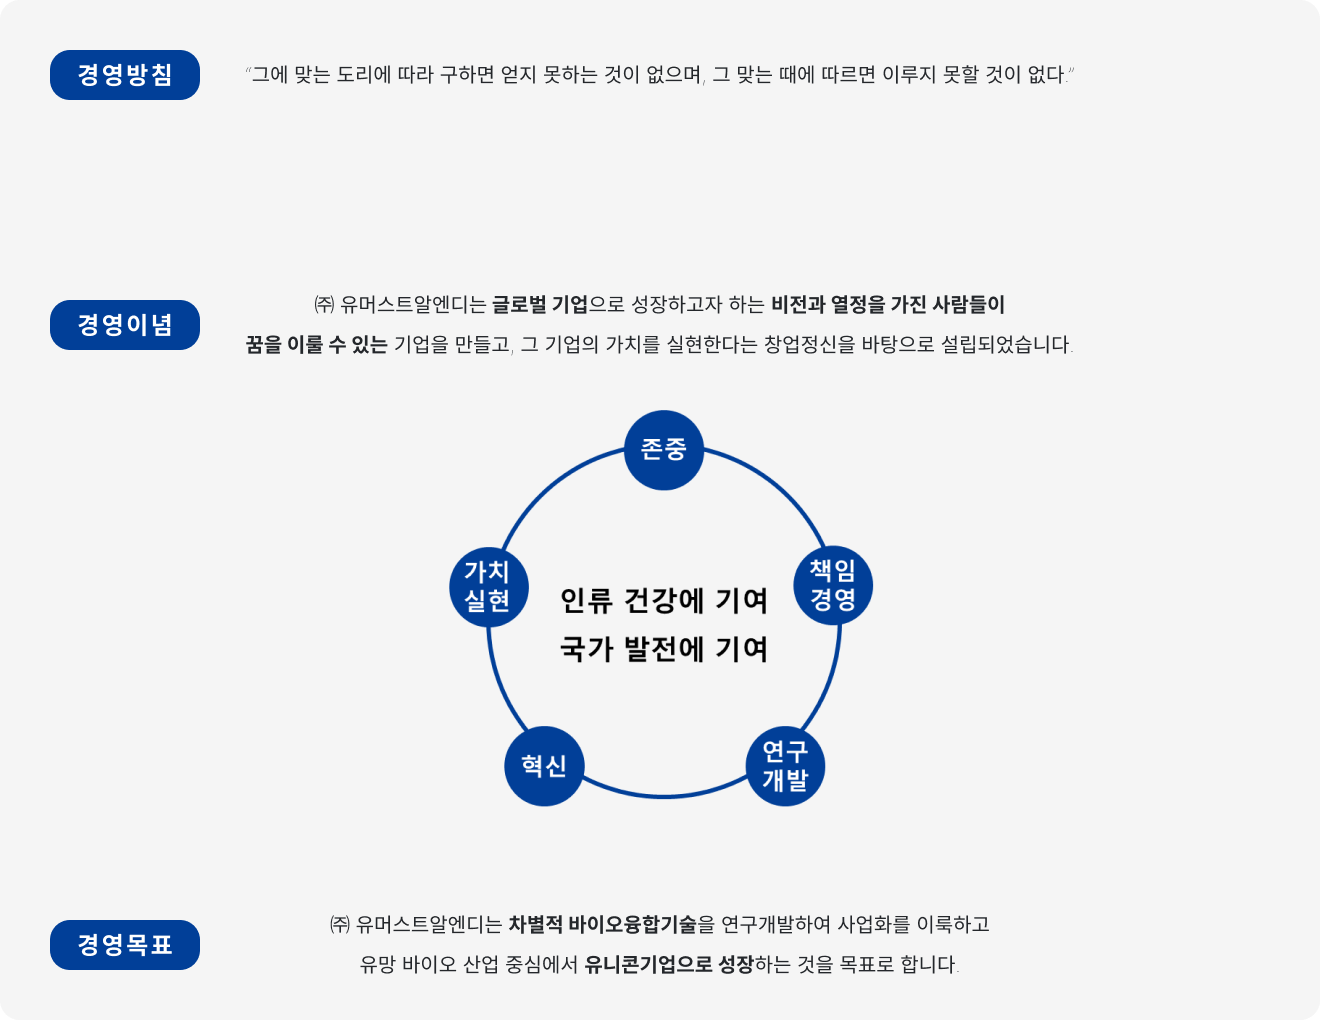 경영방침
“그에 맞는 도리에 따라 구하면 얻지 못하는 것이 없으며, 그 맞는 때에 따르면 이루지 못할 것이 없다.”
경영이념
㈜ 유머스트알엔디는 글로벌 기업으로 성장하고자 하는 비전과 열정을 가진 사람들이
꿈을 이룰 수 있는 기업을 만들고, 그 기업의 가치를 실현한다는 창업정신을 바탕으로 설립되었습니다.
존중
가치
실현
책임
경영
인류 건강에 기여
국가 발전에 기여
혁신
연구
개발
경영목표
㈜ 유머스트알엔디는 차별적 바이오융합기술을 연구개발하여 사업화를 이룩하고
유망 바이오 산업 중심에서 유니콘기업으로 성장하는 것을 목표로 합니다.